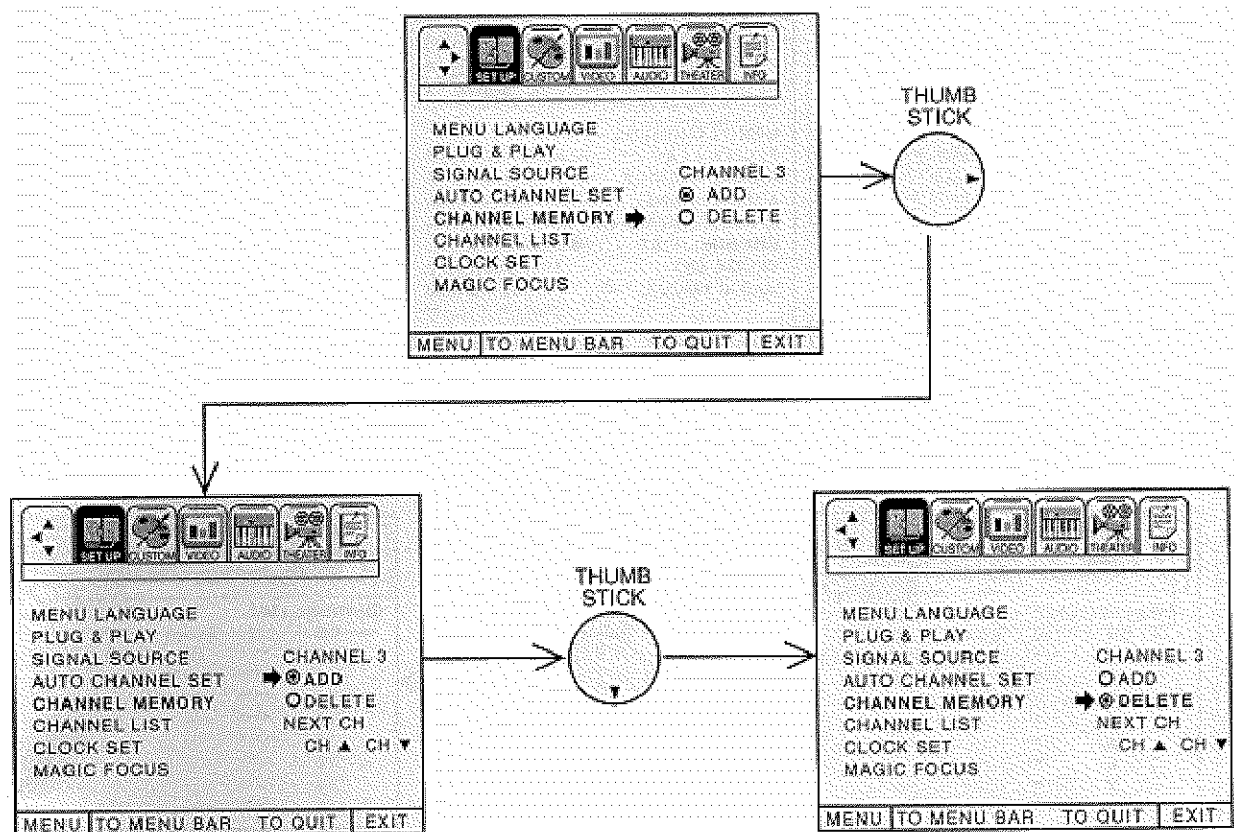 SET UP CUSTOM VIDEO AUDIO THEATER INFO
MENU LANGUAGE
PLUG & PLAY
SIGNAL SOURCE CHANNEL 3
AUTO CHANNEL SET ADD
CHANNEL MEMORY DELETE
CHANNEL LIST
CLOCK SET
MAGIC FOCUS
MENU TO MENU BAR TO QUIT EXIT
THUMB
STICK
SET UP CUSTOM VIDEO AUDIO THEATER INFO
MENU LANGUAGE
PLUG & PLAY
SIGNAL SOURCE CHANNEL 3
AUTO CHANNEL SET ADD
CHANNEL MEMORY DELETE
CHANNEL LIST NEXT CH
CLOCK SET CH ▲ CH ▼
MAGIC FOCUS
MENU TO MENU BAR TO QUIT EXIT
THUMB
STICK
SET UP CUSTOM VIDEO AUDIO THEATER INFO
MENU LANGUAGE
PLUG & PLAY
SIGNAL SOURCE CHANNEL 3
AUTO CHANNEL SET ADD
CHANNEL MEMORY DELETE
CHANNEL LIST NEXT CH
CLOCK SET CH ▲ CH ▼
MAGIC FOCUS
MENU TO MENU BAR TO QUIT EXIT